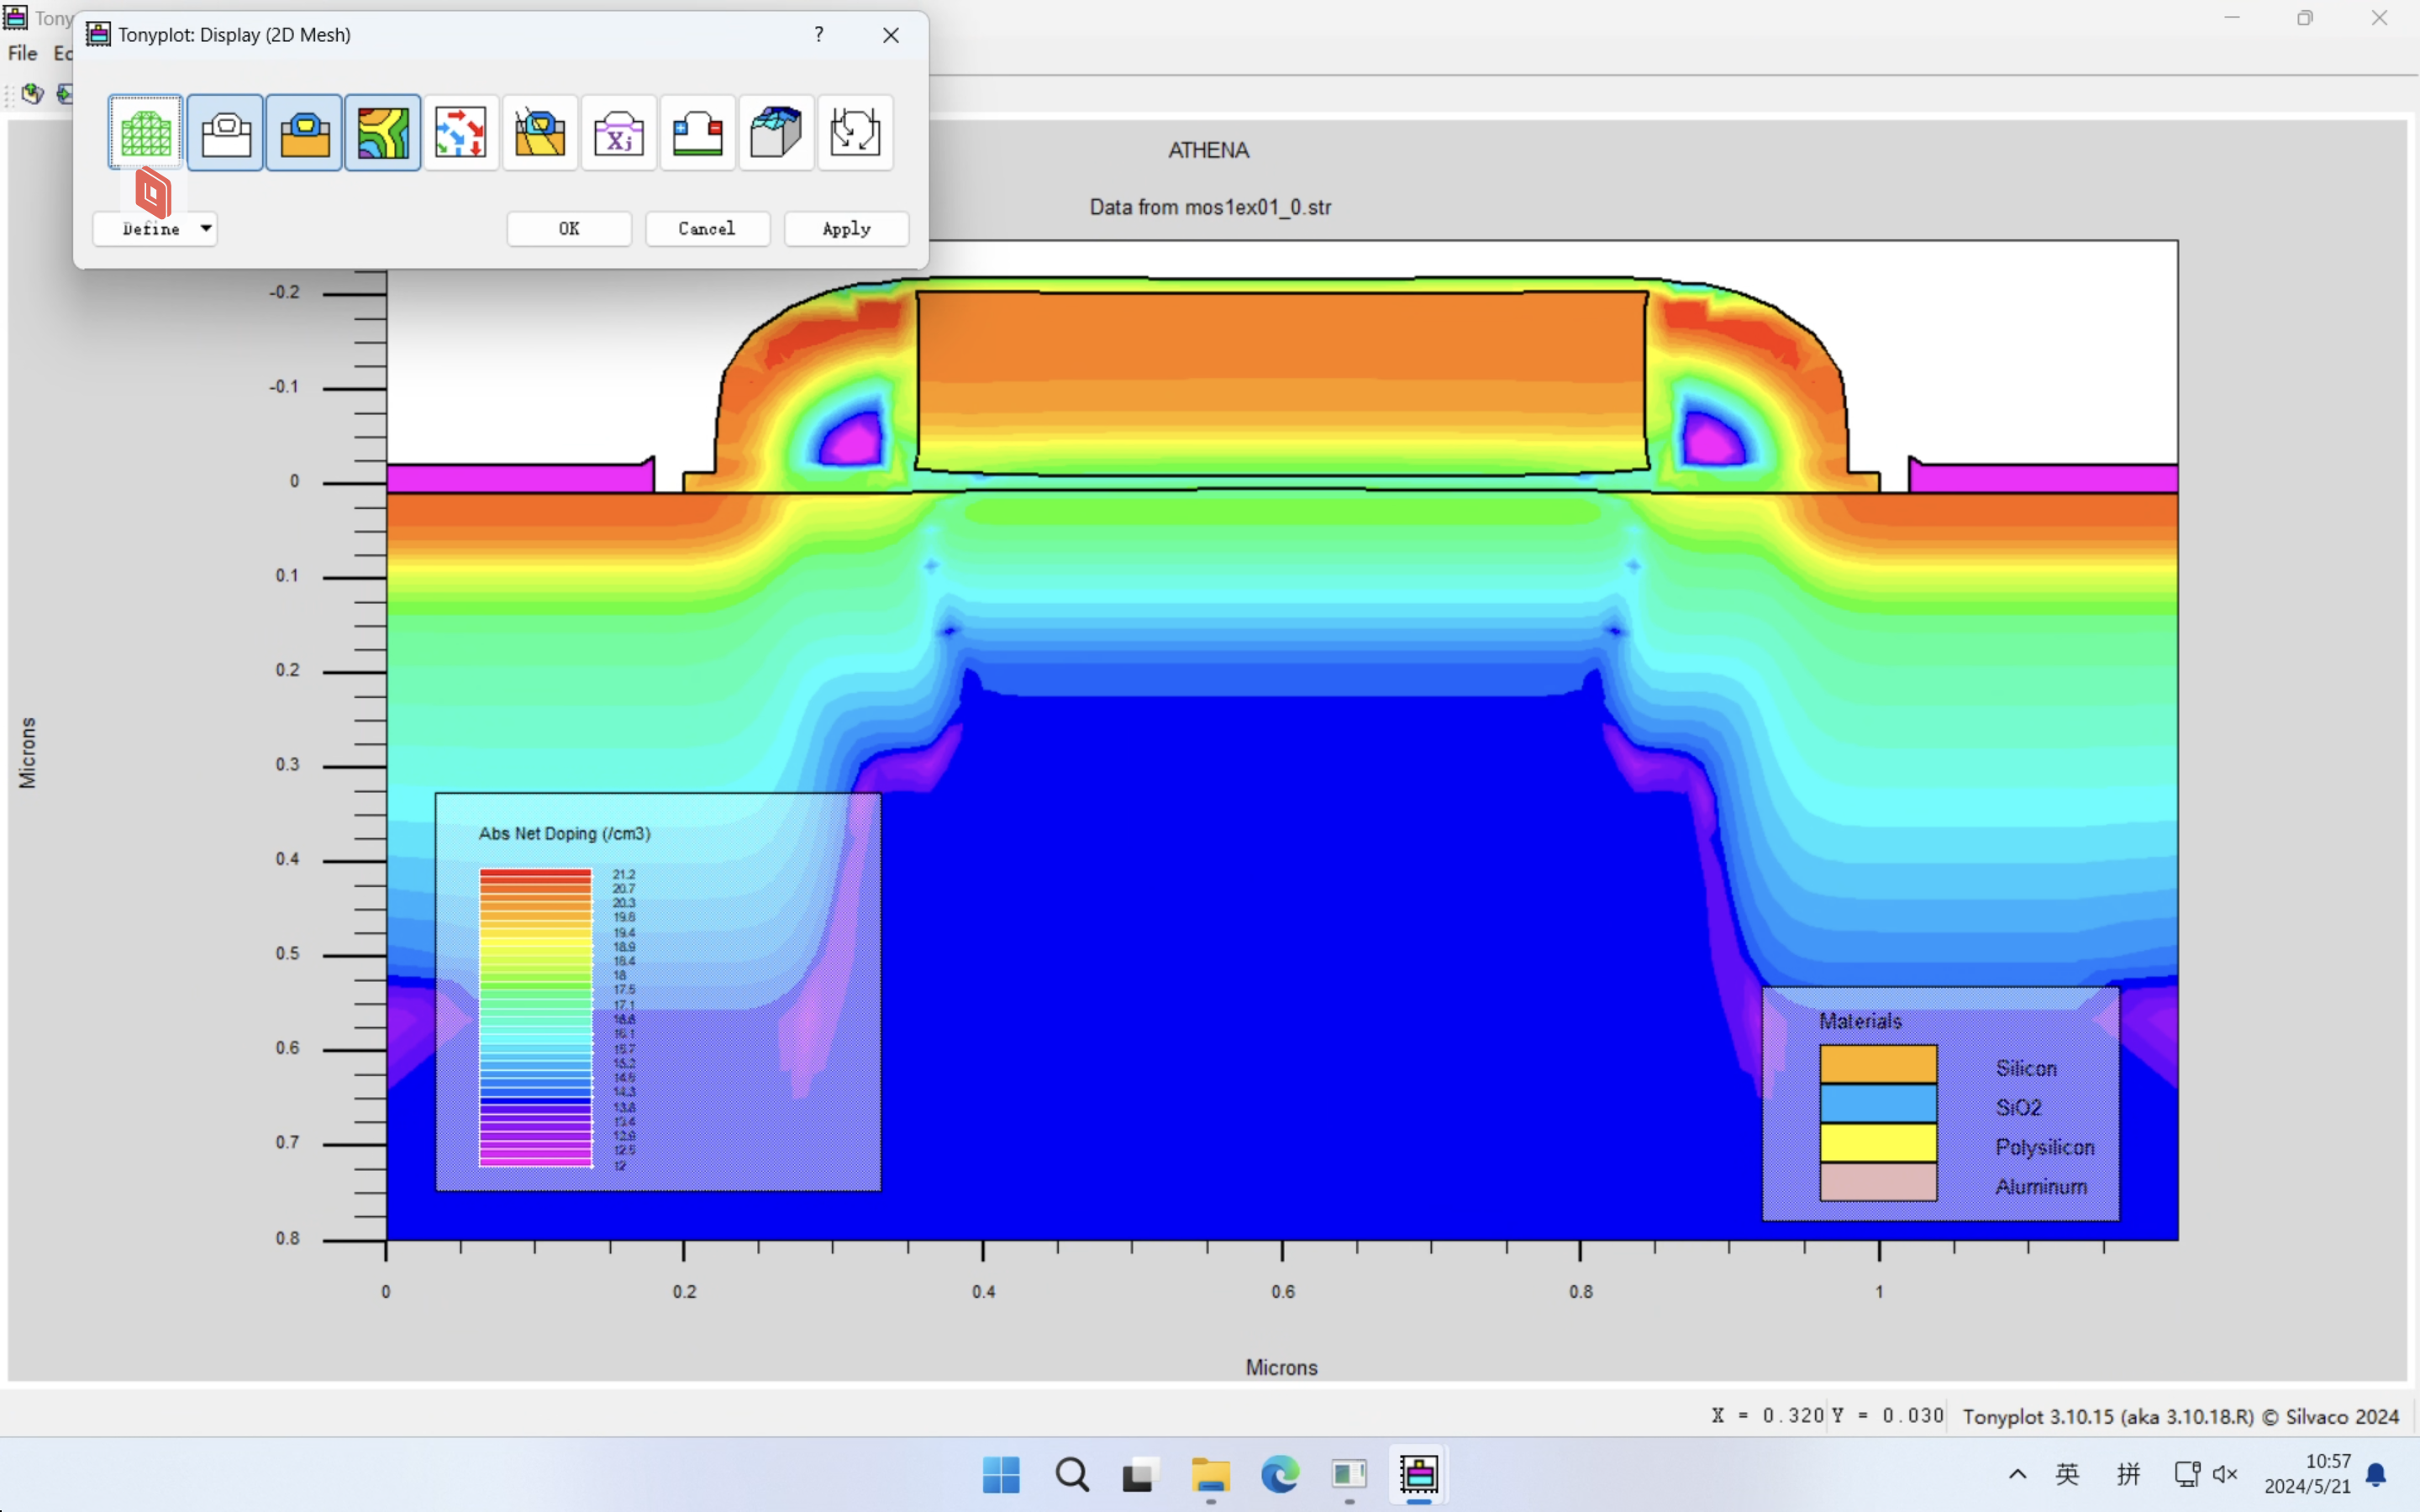 Tony
Tonyplot: Display (2D Mesh)
?
File
Xj
Define
OK
Cancel
Apply
ATHENA
Data from mos1ex01_0.str
-0.2
-0.1
0
0.1
0.2
0.3
0.4
0.5
0.6
0.7
0.8
Microns
Abs Net Doping (/cm3)
21.2
20.7
20.3
19.8
19.4
18.9
18.4
18
17.5
17.1
16.6
16.1
15.7
15.2
14.8
14.3
13.8
13.4
12.9
12.5
12
Materials
Silicon
SiO2
Polysilicon
Aluminum
0
0.2
0.4
0.6
0.8
1
Microns
X = 0.320 Y = 0.030 Tonyplot 3.10.15 (aka 3.10.18.R) © Silvaco 2024
英
拼
10:57
2024/5/21